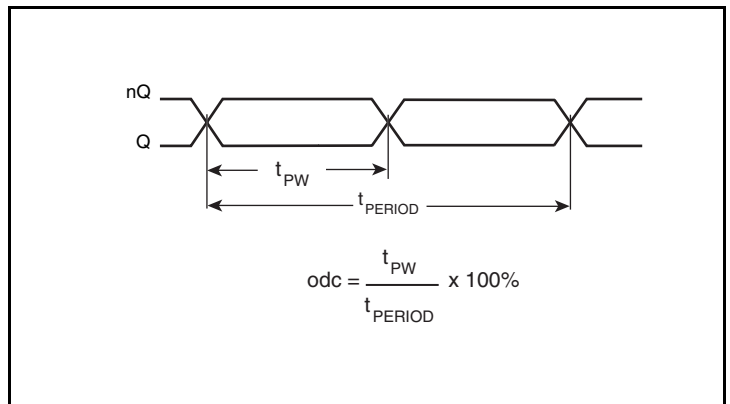 nQ
Q
tPW
tPERIOD
odc = tPW / tPERIOD x 100%